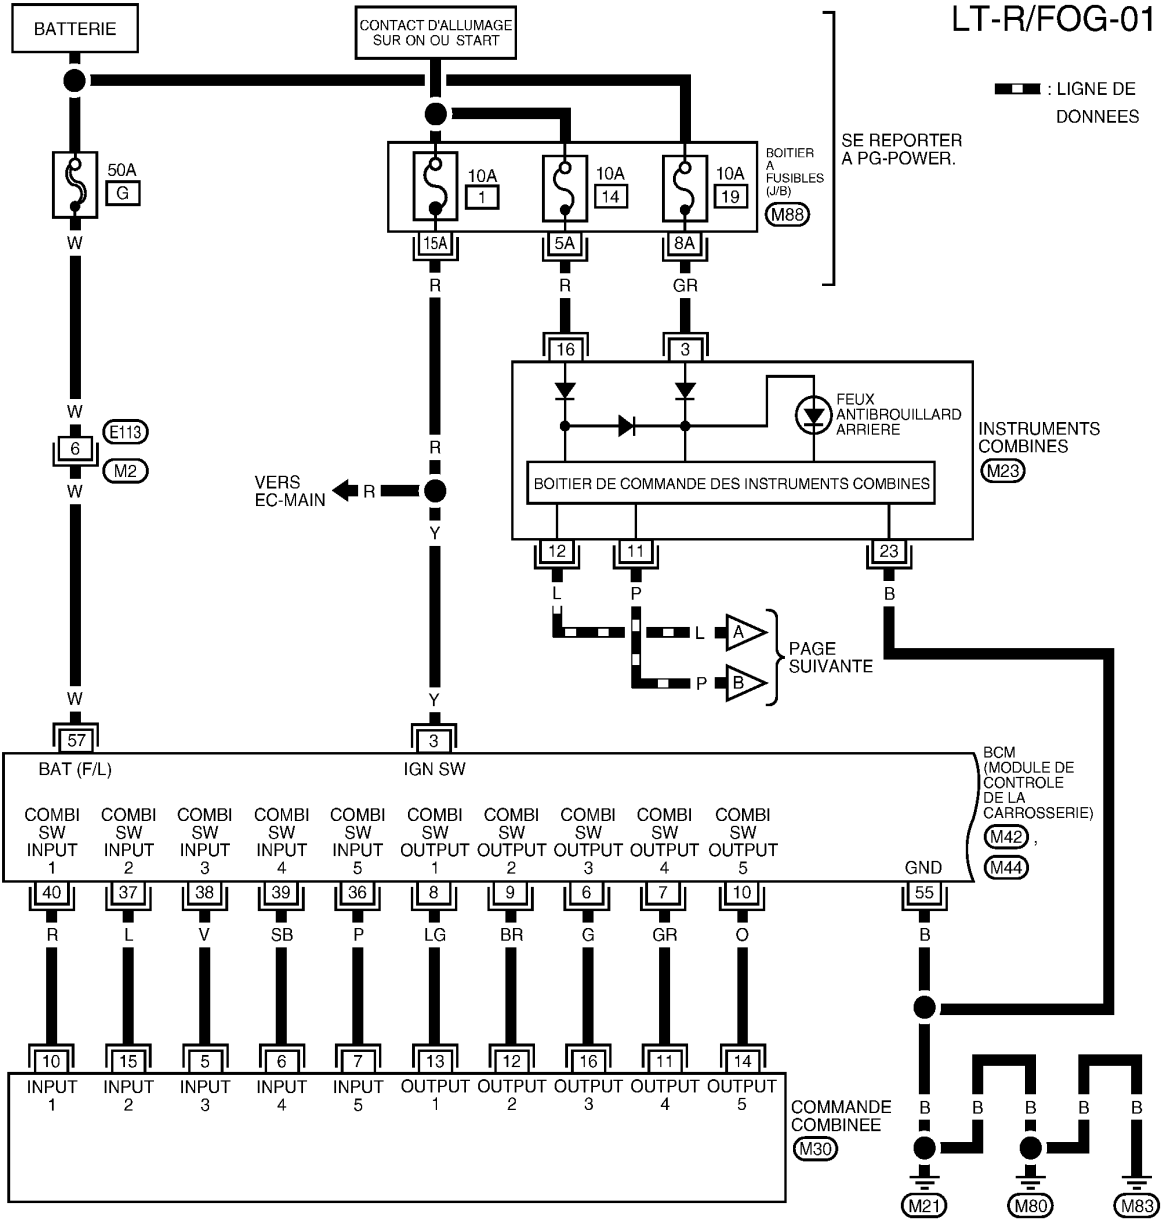 LT-R/FOG-01
BATTERIE
CONTACT D'ALLUMAGE
SUR ON OU START
: LIGNE DE
DONNEES
SE REPORTER
A PG-POWER.
50A
G
10A
1
10A
14
10A
19
BOITIER
A
FUSIBLES
(J/B)
M88
15A
5A
8A
W
R
R
GR
16
3
FEUX
ANTIBROUILLARD
ARRIERE
INSTRUMENTS
COMBINES
M23
W
E113
6
M2
W
R
VERS
EC-MAIN
R
Y
BOITIER DE COMMANDE DES INSTRUMENTS COMBINES
12
11
23
L
P
B
L
A
P
B
PAGE
SUIVANTE
W
Y
57
3
BAT (F/L)
IGN SW
BCM
(MODULE DE
CONTROLE
DE LA
CARROSSERIE)
M42 ,
M44
COMBI COMBI COMBI COMBI COMBI COMBI COMBI COMBI COMBI COMBI
SW SW SW SW SW SW SW SW SW SW
INPUT INPUT INPUT INPUT INPUT OUTPUT OUTPUT OUTPUT OUTPUT OUTPUT
1 2 3 4 5 1 2 3 4 5 GND
40 37 38 39 36 8 9 6 7 10 55
R L V SB P LG BR G GR O B
10 15 5 6 7 13 12 16 11 14
INPUT INPUT INPUT INPUT INPUT OUTPUT OUTPUT OUTPUT OUTPUT OUTPUT
1 2 3 4 5 1 2 3 4 5
COMMANDE
COMBINEE
M30
B B B B B
M21 M80 M83